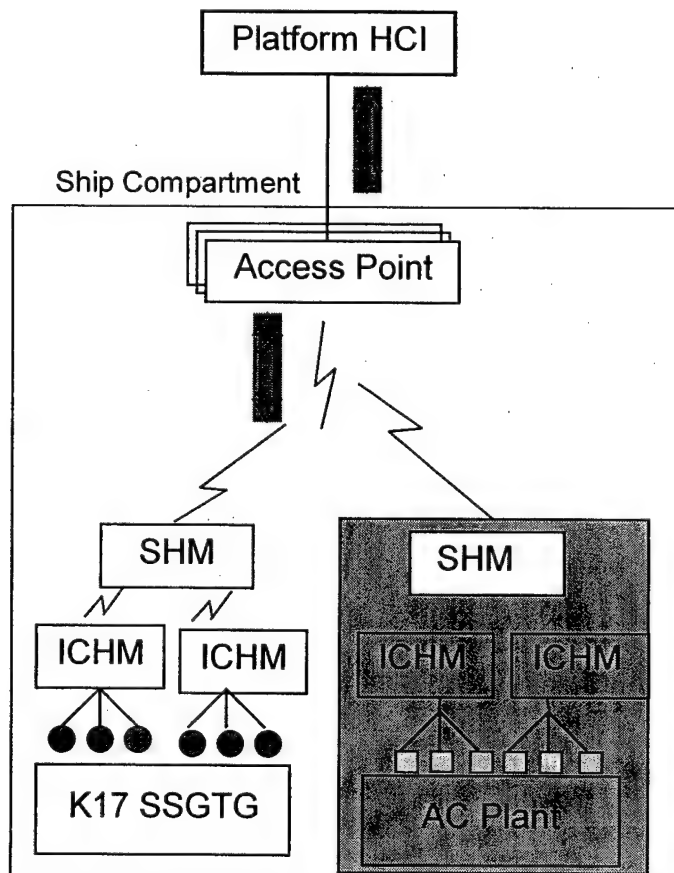 Platform HCI
Ship Compartment
Access Point
SHM
SHM
ICHM
ICHM
ICHM
ICHM
K17 SSGTG
AC Plant